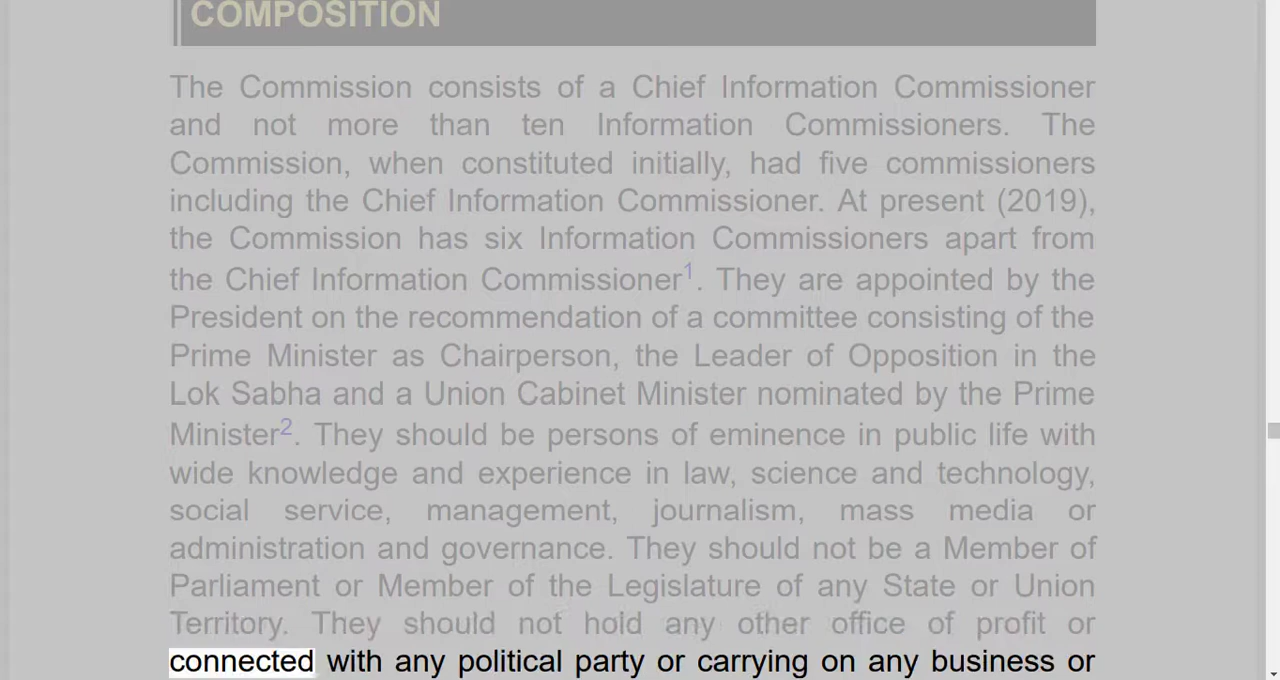 COMPOSITION
The Commission consists of a Chief Information Commissioner
and not more than ten Information Commissioners. The
Commission, when constituted initially, had five commissioners
including the Chief Information Commissioner. At present (2019),
the Commission has six Information Commissioners apart from
the Chief Information Commissioner1. They are appointed by the
President on the recommendation of a committee consisting of the
Prime Minister as Chairperson, the Leader of Opposition in the
Lok Sabha and a Union Cabinet Minister nominated by the Prime
Minister2. They should be persons of eminence in public life with
wide knowledge and experience in law, science and technology,
social service, management, journalism, mass media or
administration and governance. They should not be a Member of
Parliament or Member of the Legislature of any State or Union
Territory. They should not hold any other office of profit or
connected with any political party or carrying on any business or